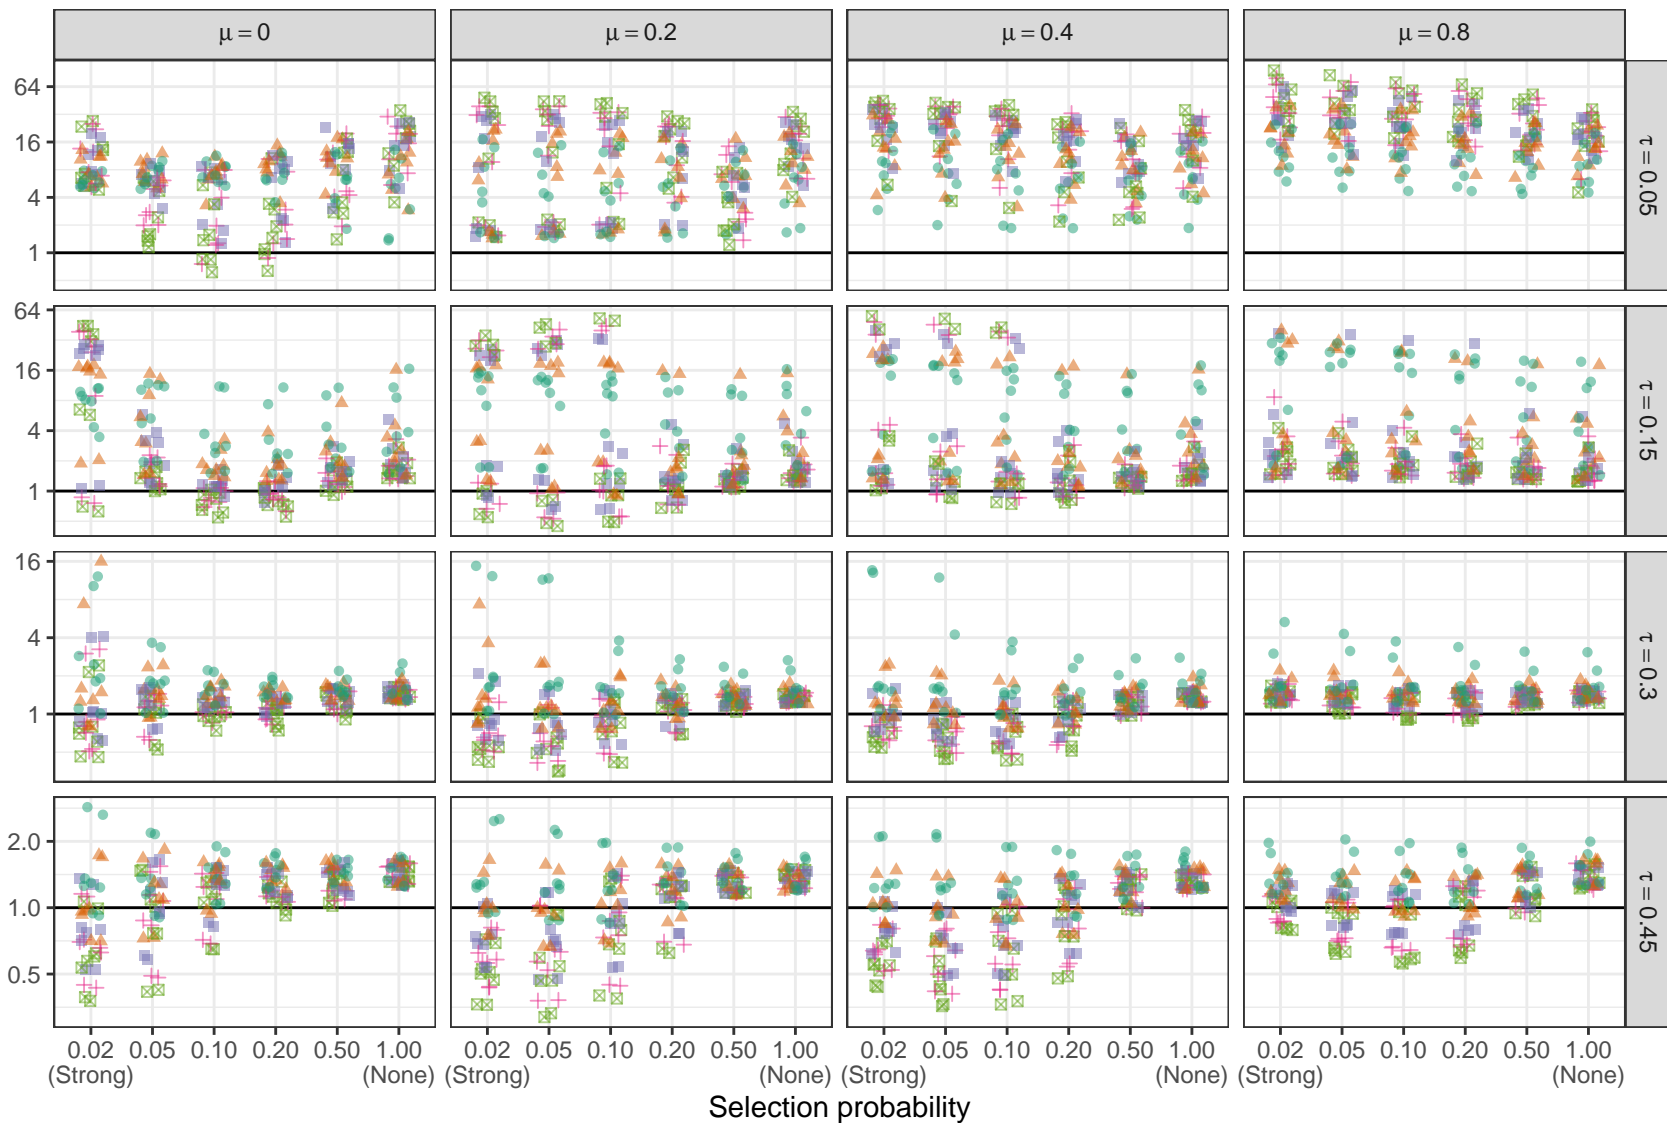 μ = 0 μ = 0.2 μ = 0.4 μ = 0.8
64
16
4
1
τ = 0.05
64
16
4
1
τ = 0.15
16
4
1
τ = 0.3
2.0
1.0
0.5
τ = 0.45
0.02 0.05 0.10 0.20 0.50 1.00 0.02 0.05 0.10 0.20 0.50 1.00 0.02 0.05 0.10 0.20 0.50 1.00 0.02 0.05 0.10 0.20 0.50 1.00
(Strong) (None) (Strong) (None) (Strong) (None) (Strong) (None)
Selection probability